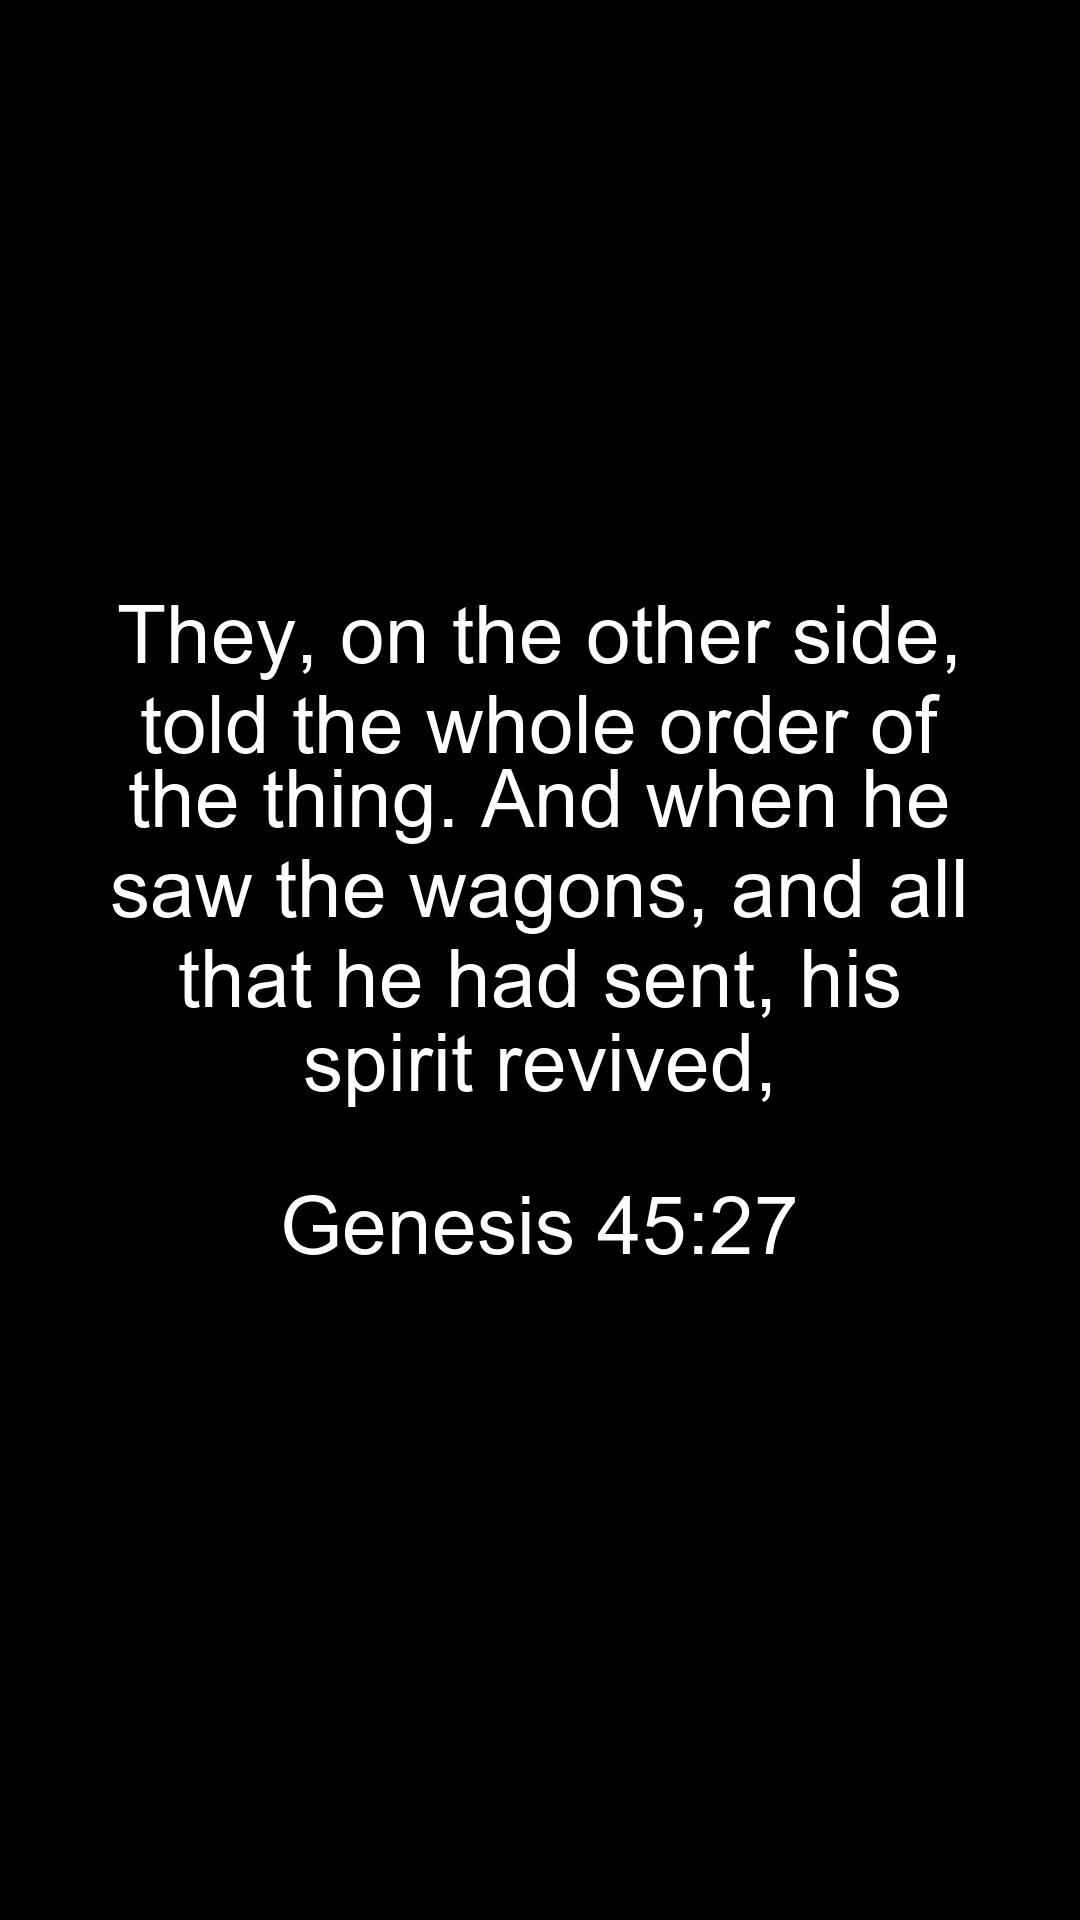 They, on the other side,
told the whole order of
the thing. And when he
saw the wagons, and all
that he had sent, his
spirit revived,
Genesis 45:27